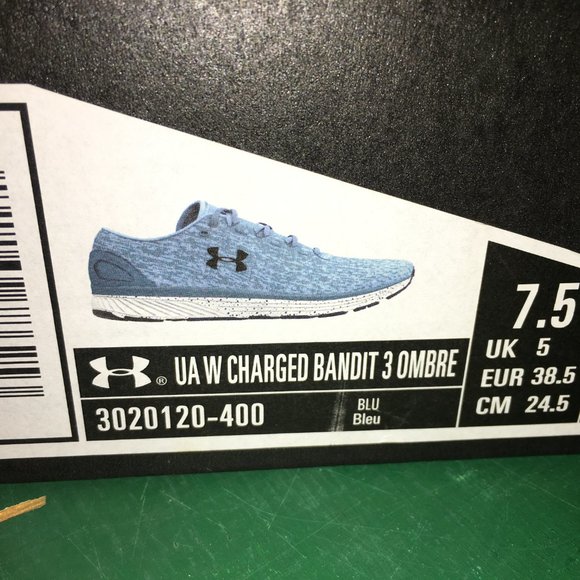 UA W CHARGED BANDIT 3 OMBRE
3020120-400
BLU
Bleu
7.5
UK 5
EUR 38.5
CM 24.5